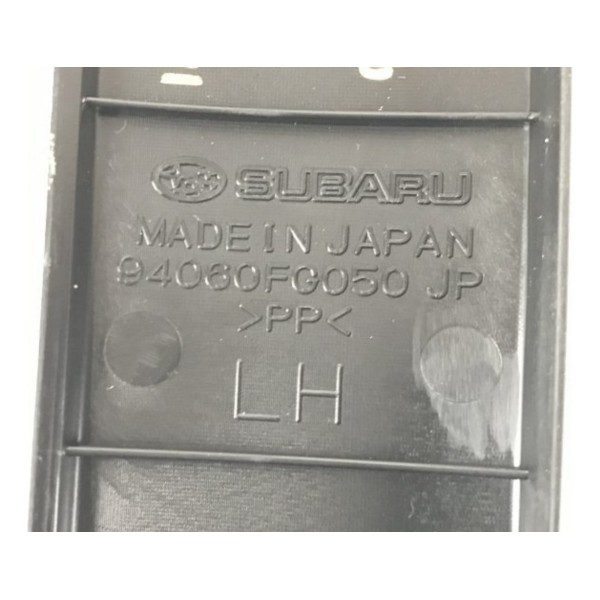 SUBARU
MADE IN JAPAN
94060FG050 JP
>PP<
LH